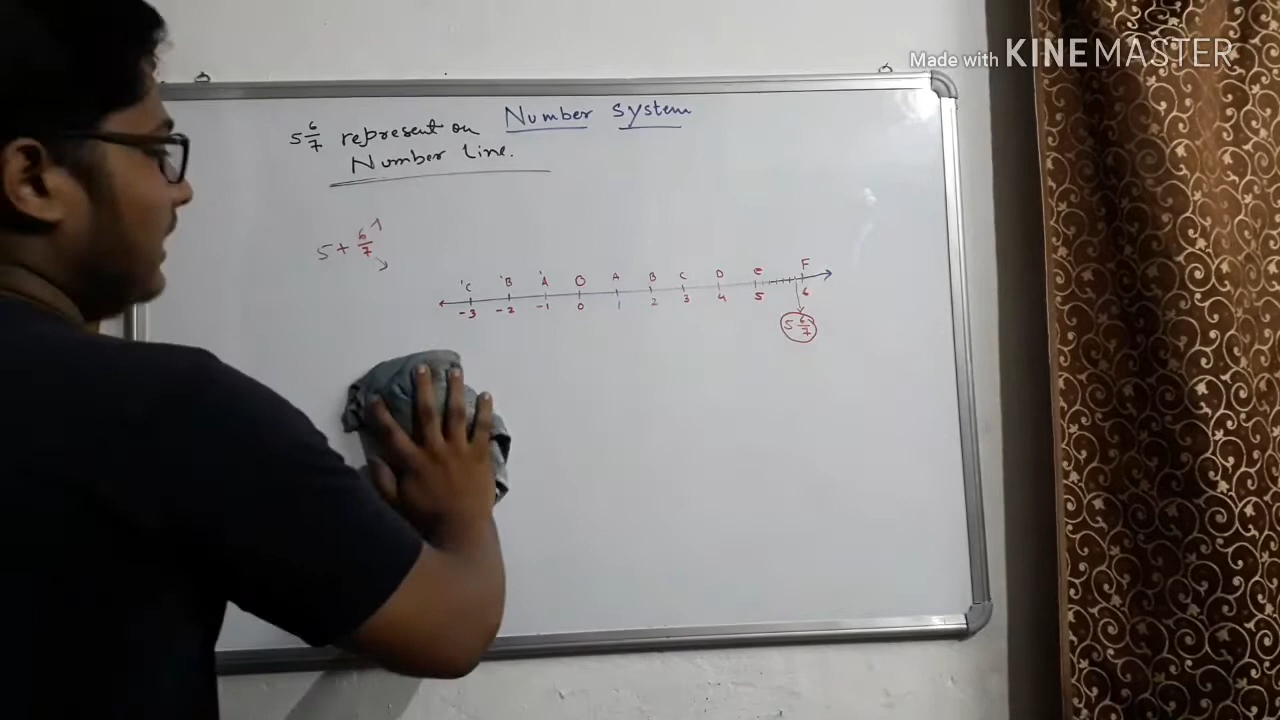 Made with KINEMASTER
Number System
5 6/7 represent on
Number line.
5 + 6/7
'C 'B 'A O A B C D E F
-3 -2 -1 0 1 2 3 4 5 6
5 6/7